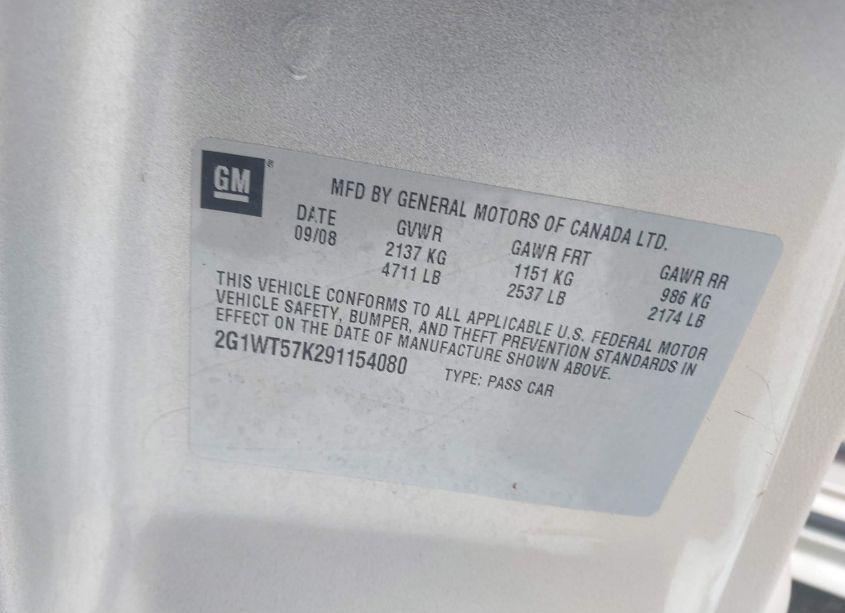 GM®
MFD BY GENERAL MOTORS OF CANADA LTD.
DATE GVWR GAWR FRT GAWR RR
09/08 2137 KG 1151 KG 986 KG
4711 LB 2537 LB 2174 LB
THIS VEHICLE CONFORMS TO ALL APPLICABLE U.S. FEDERAL MOTOR
VEHICLE SAFETY, BUMPER, AND THEFT PREVENTION STANDARDS IN
EFFECT ON THE DATE OF MANUFACTURE SHOWN ABOVE.
2G1WT57K291154080 TYPE: PASS CAR